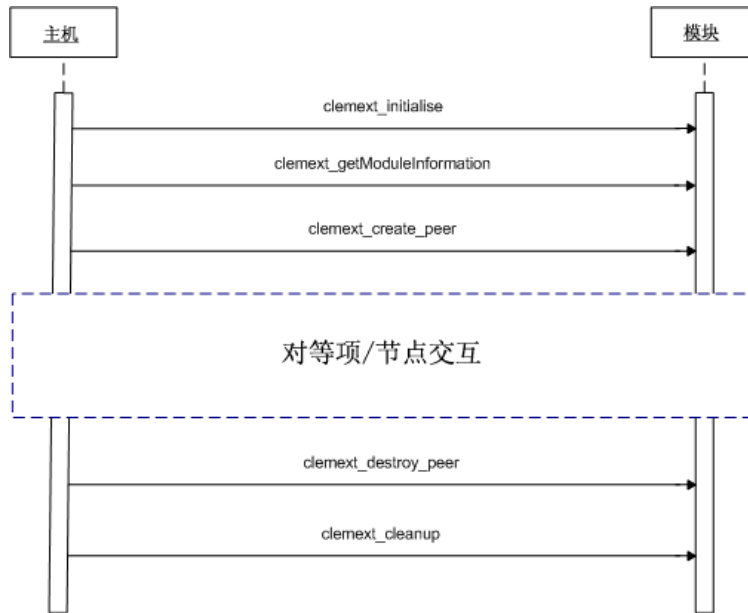 主机
模块
clemext_initialise
clemext_getModuleInformation
clemext_create_peer
对等项/节点交互
clemext_destroy_peer
clemext_cleanup